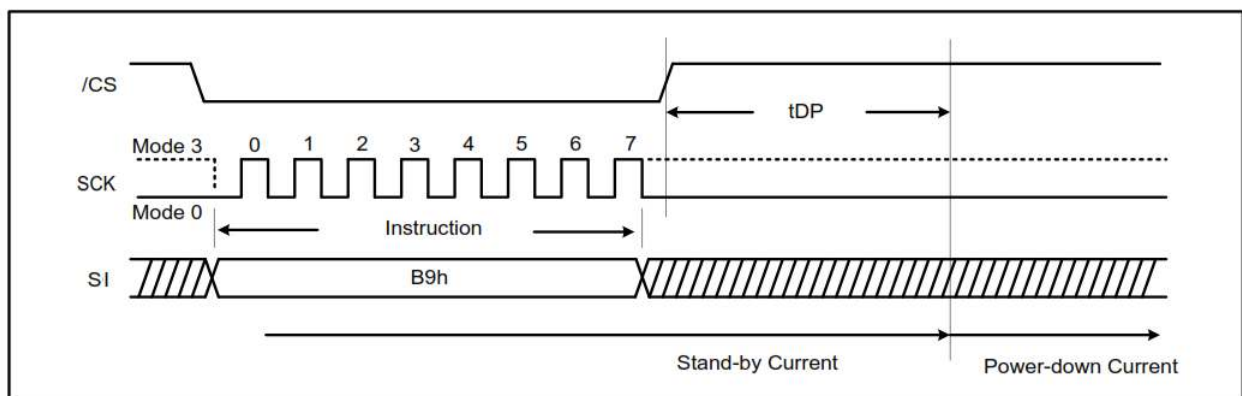 /CS
tDP
Mode 3
0 1 2 3 4 5 6 7
SCK
Mode 0
Instruction
SI
B9h
Stand-by Current
Power-down Current